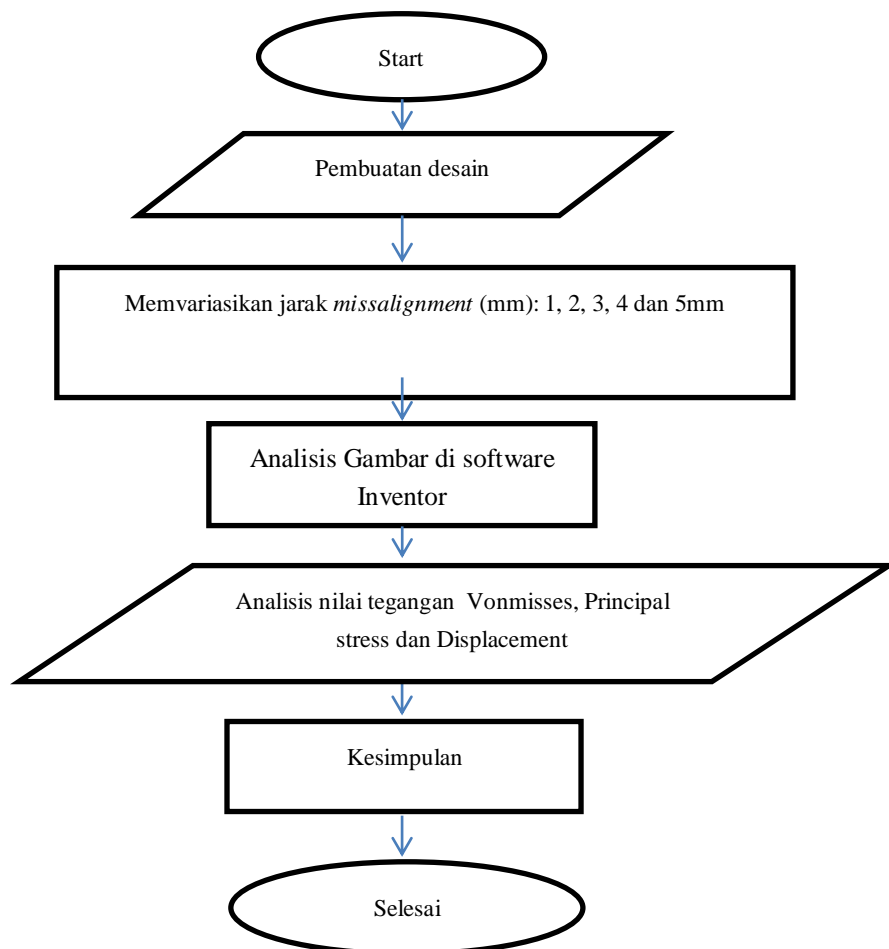 Start
Pembuatan desain
Memvariasikan jarak missalignment (mm): 1, 2, 3, 4 dan 5mm
Analisis Gambar di software
Inventor
Analisis nilai tegangan Vonmisses, Principal
stress dan Displacement
Kesimpulan
Selesai